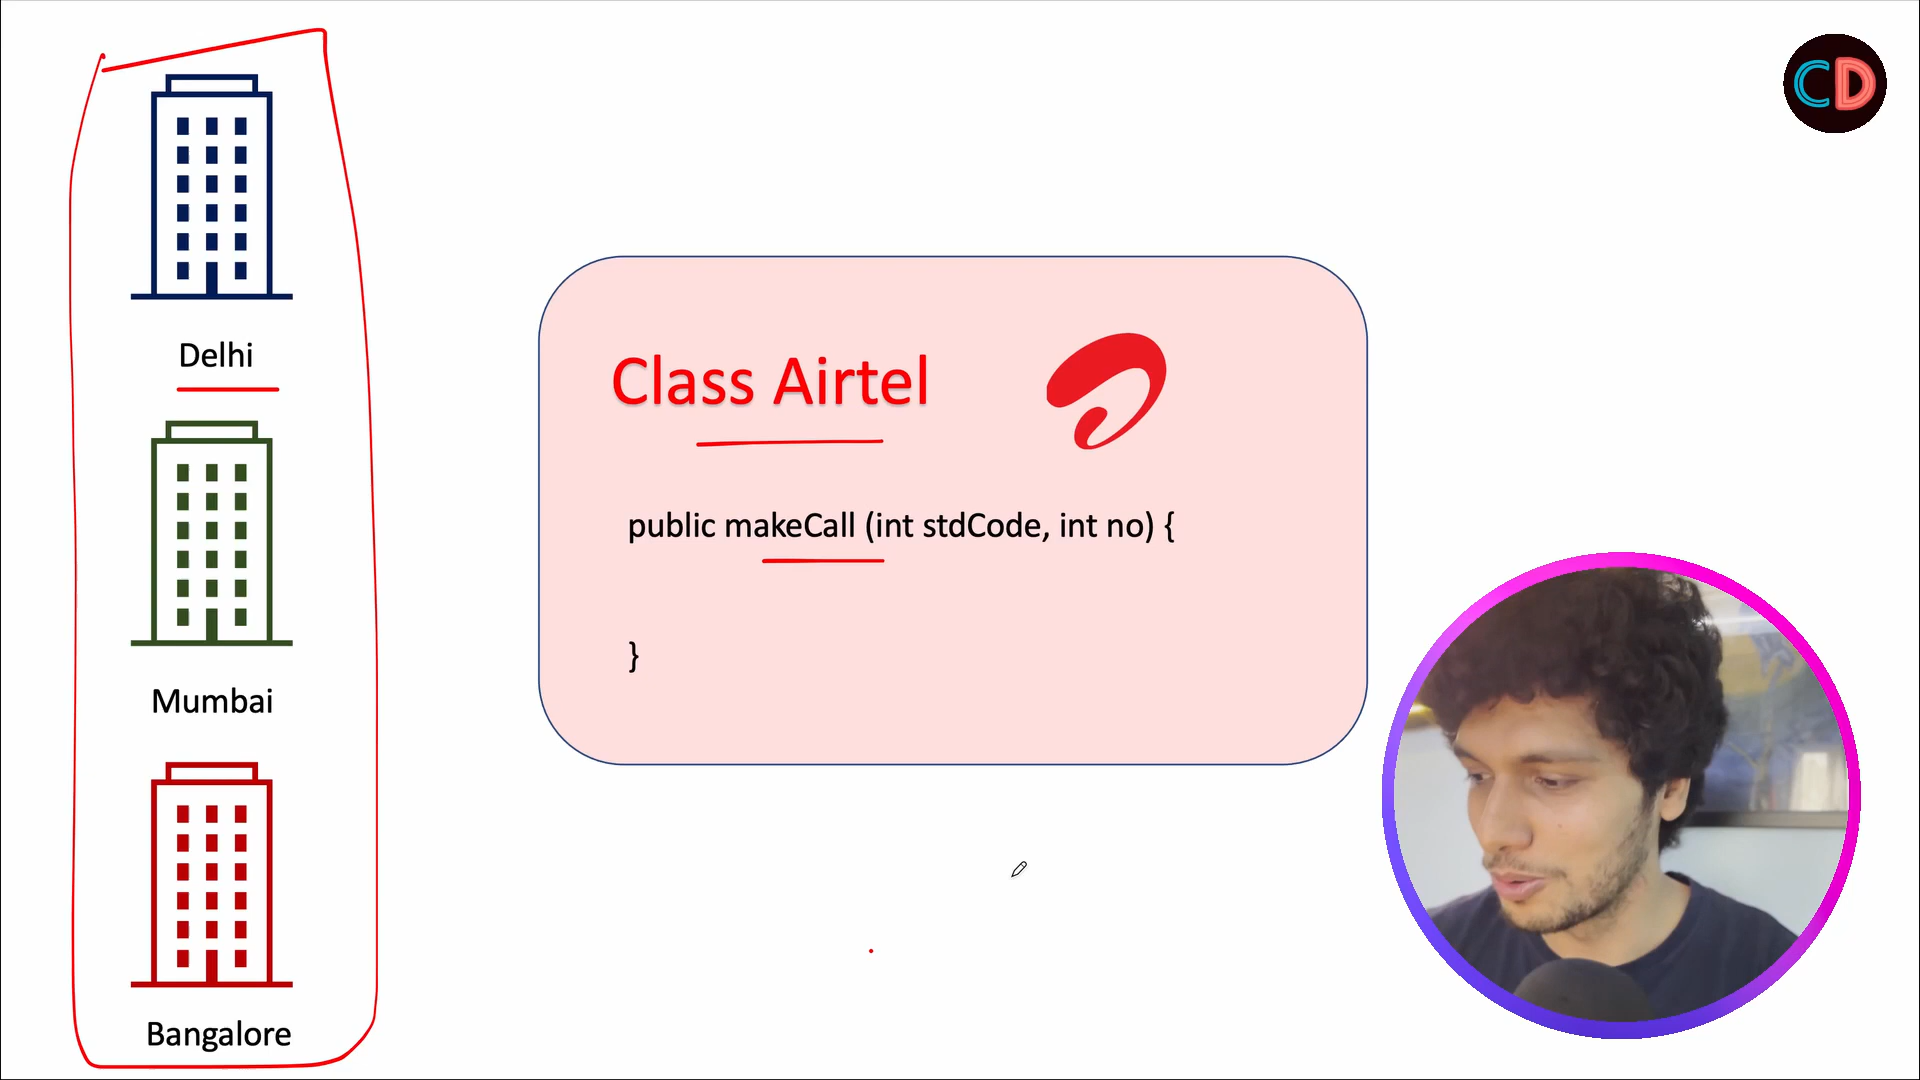 CD
Delhi
Mumbai
Bangalore
Class Airtel
public makeCall (int stdCode, int no) {
}